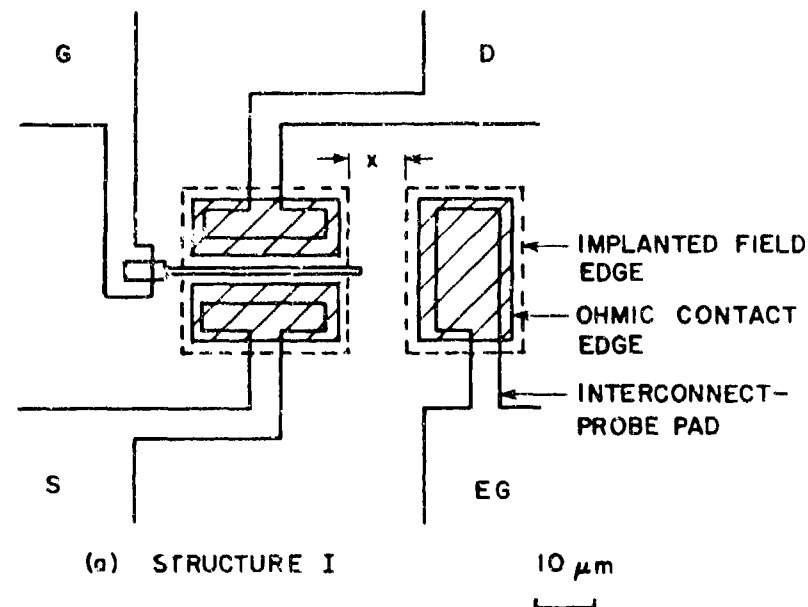 G
D
x
IMPLANTED FIELD
EDGE
OHMIC CONTACT
EDGE
INTERCONNECT-
PROBE PAD
S
EG
(a) STRUCTURE I
10 μm